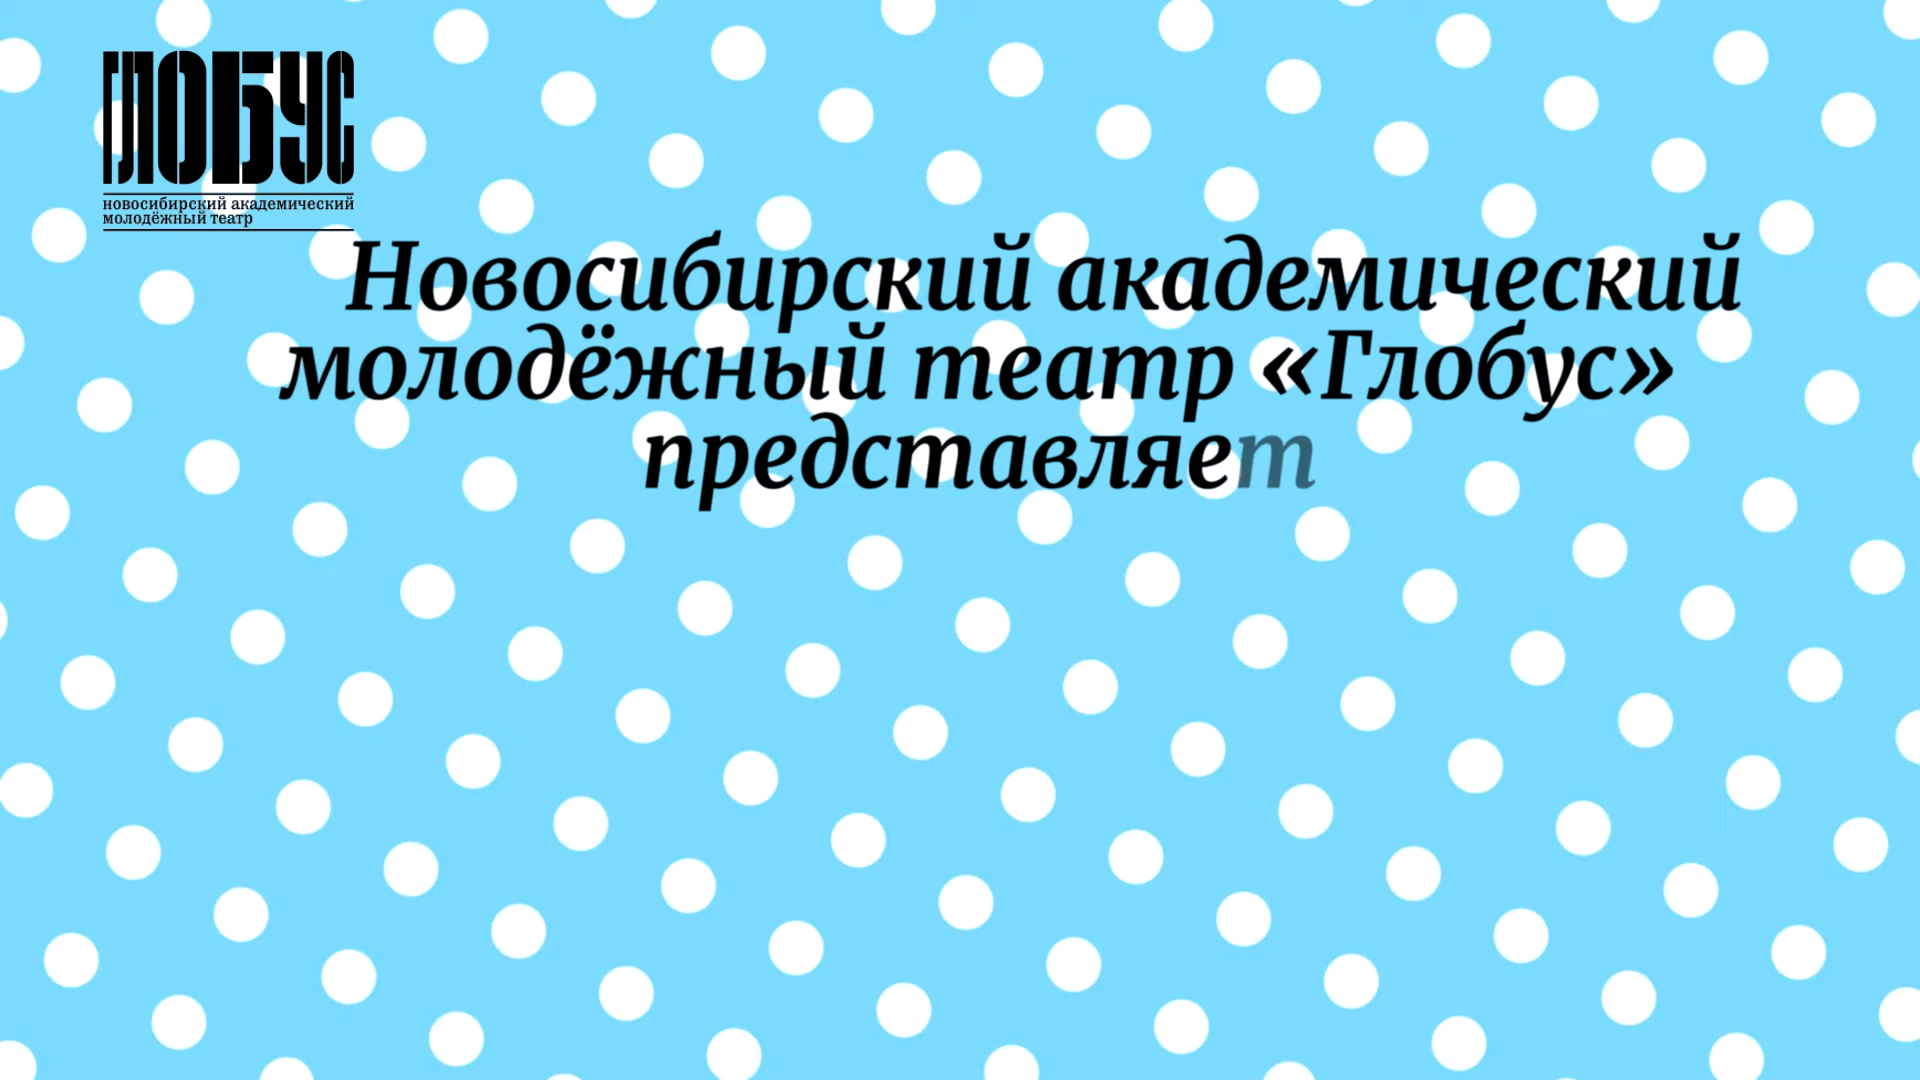 ГЛОБУС
новосибирский академический
молодёжный театр
Новосибирский академический
молодёжный театр «Глобус»
представляет